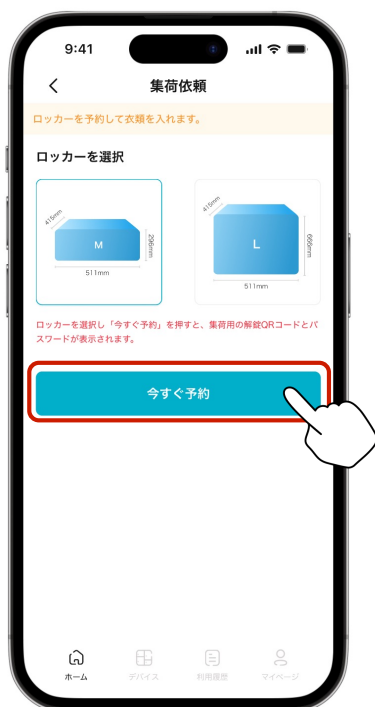 9:41
集荷依頼
ロッカーを予約して衣類を入れます。
ロッカーを選択
415mm
M
296mm
511mm
415mm
L
666mm
511mm
ロッカーを選択し「今すぐ予約」を押すと、集荷用の解錠QRコードとパ
スワードが表示されます。
今すぐ予約
ホーム
デバイス
利用履歴
マイページ